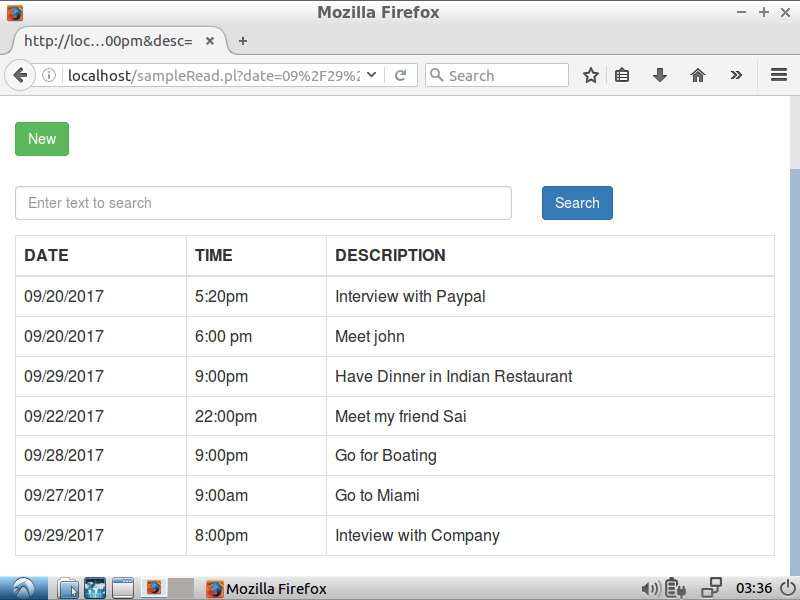 Mozilla Firefox
http://loc...00pm&desc=
localhost/sampleRead.pl?date=09%2F29%2
Search
New
Enter text to search
Search
DATE TIME DESCRIPTION
09/20/2017 5:20pm Interview with Paypal
09/20/2017 6:00 pm Meet john
09/29/2017 9:00pm Have Dinner in Indian Restaurant
09/22/2017 22:00pm Meet my friend Sai
09/28/2017 9:00pm Go for Boating
09/27/2017 9:00am Go to Miami
09/29/2017 8:00pm Inteview with Company
Mozilla Firefox 03:36